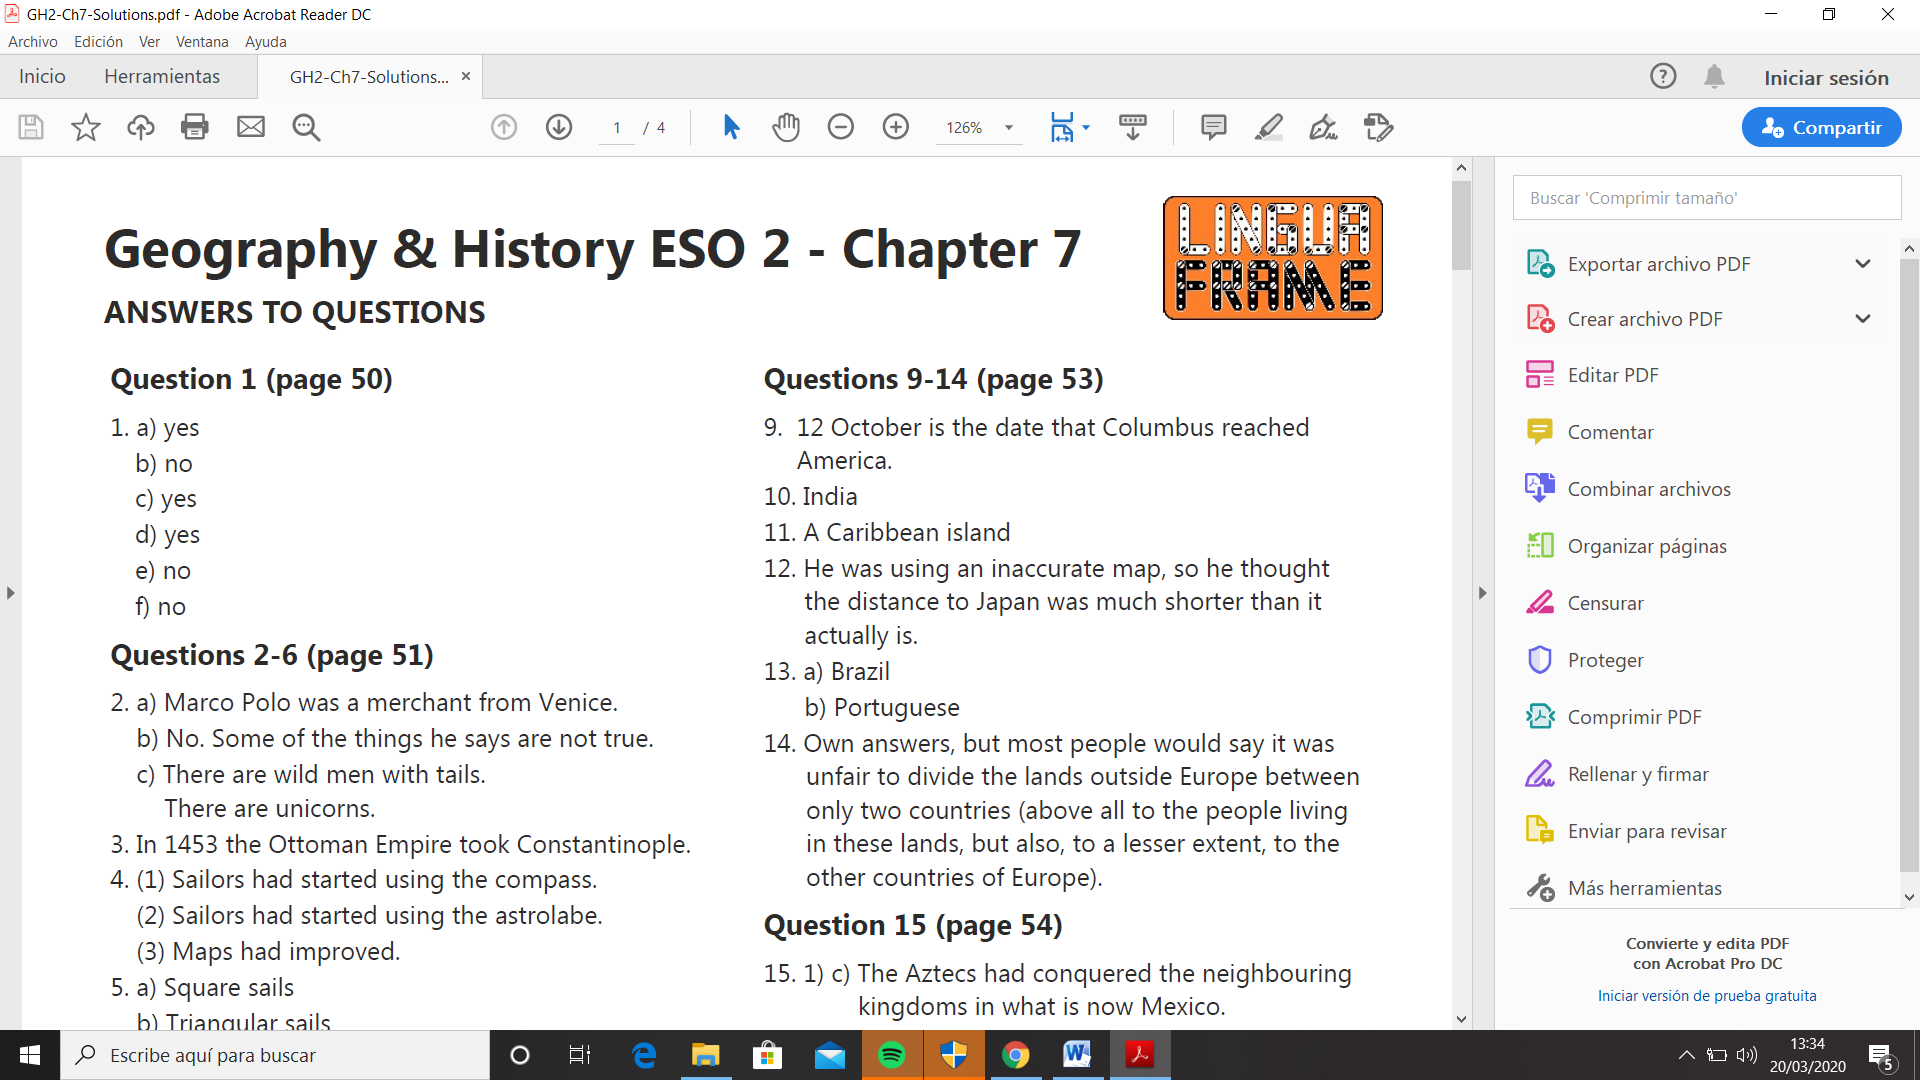 GH2-Ch7-Solutions.pdf - Adobe Acrobat Reader DC
Archivo Edición Ver Ventana Ayuda
Inicio Herramientas GH2-Ch7-Solutions... × Iniciar sesión
1 / 4 126% Compartir
Geography & History ESO 2 - Chapter 7
LINGUA
FRAME
ANSWERS TO QUESTIONS
Question 1 (page 50)
1. a) yes
b) no
c) yes
d) yes
e) no
f) no
Questions 2-6 (page 51)
2. a) Marco Polo was a merchant from Venice.
b) No. Some of the things he says are not true.
c) There are wild men with tails.
There are unicorns.
3. In 1453 the Ottoman Empire took Constantinople.
4. (1) Sailors had started using the compass.
(2) Sailors had started using the astrolabe.
(3) Maps had improved.
5. a) Square sails
b) Triangular sails
Questions 9-14 (page 53)
9. 12 October is the date that Columbus reached
America.
10. India
11. A Caribbean island
12. He was using an inaccurate map, so he thought
the distance to Japan was much shorter than it
actually is.
13. a) Brazil
b) Portuguese
14. Own answers, but most people would say it was
unfair to divide the lands outside Europe between
only two countries (above all to the people living
in these lands, but also, to a lesser extent, to the
other countries of Europe).
Question 15 (page 54)
15. 1) c) The Aztecs had conquered the neighbouring
kingdoms in what is now Mexico.
Buscar 'Comprimir tamaño'
Exportar archivo PDF
Crear archivo PDF
Editar PDF
Comentar
Combinar archivos
Organizar páginas
Censurar
Proteger
Comprimir PDF
Rellenar y firmar
Enviar para revisar
Más herramientas
Convierte y edita PDF
con Acrobat Pro DC
Iniciar versión de prueba gratuita
Escribe aquí para buscar
13:34
20/03/2020
5